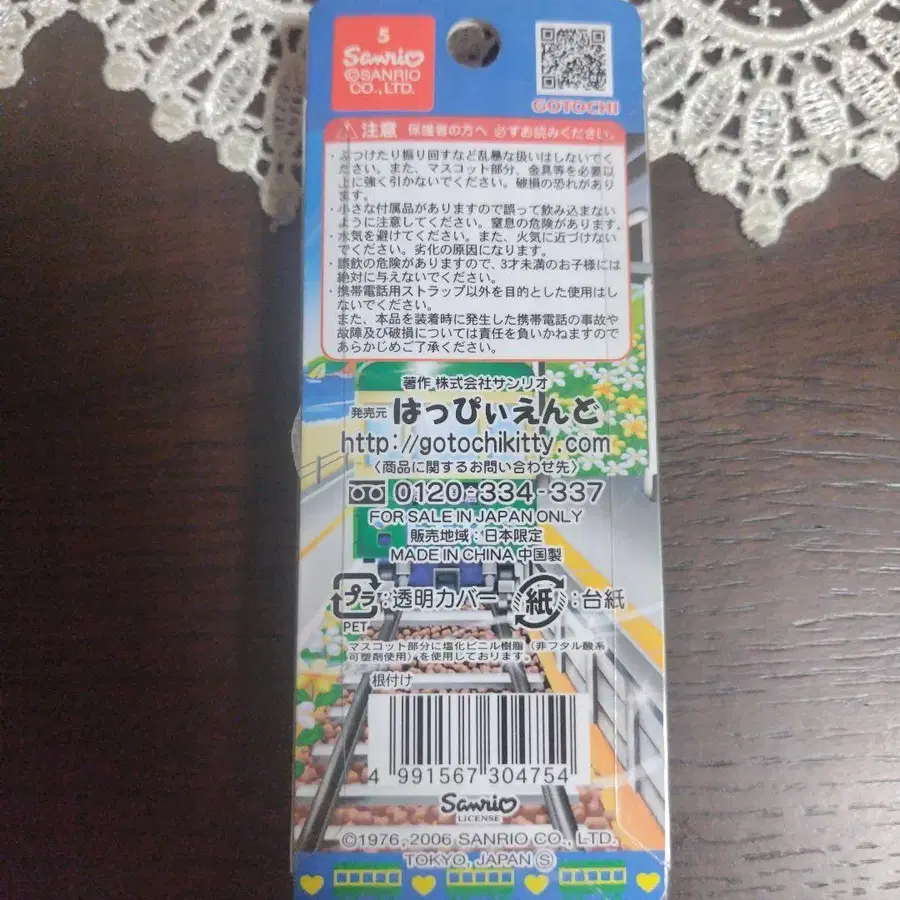 5
Sanrio
©SANRIO
CO., LTD.
GOTOCHI
⚠ 注意 保護者の方へ 必ずお読みください。
・ぶつけたり振り回すなど乱暴な扱いはしないでく
ださい。また、マスコット部分、金具等を必要以
上に強く引かないでください。破損の恐れがあり
ます。
・小さな付属品がありますので誤って飲み込まない
ように注意してください。窒息の危険があります。
・水気を避けてください。また、火気に近づけない
でください。劣化の原因になります。
・誤飲の危険がありますので、3才未満のお子様には
絶対に与えないでください。
・携帯電話用ストラップ以外を目的とした使用はし
ないでください。
また、本品を装着時に発生した携帯電話の事故や
故障及び破損については責任を負いかねますので
あらかじめご了承ください。
著作 株式会社サンリオ
発売元 はっぴぃえんど
http://gotochikitty.com
〈商品に関するお問い合わせ先〉
0120-334-337
FOR SALE IN JAPAN ONLY
販売地域：日本限定
MADE IN CHINA 中国製
プラ：透明カバー 紙：台紙
PET
マスコット部分に塩化ビニル樹脂（非フタル酸系
可塑剤使用）を使用しております。
根付け
4 991567 304754
Sanrio
LICENSE
©1976, 2006 SANRIO CO., LTD.
TOKYO, JAPAN Ⓢ